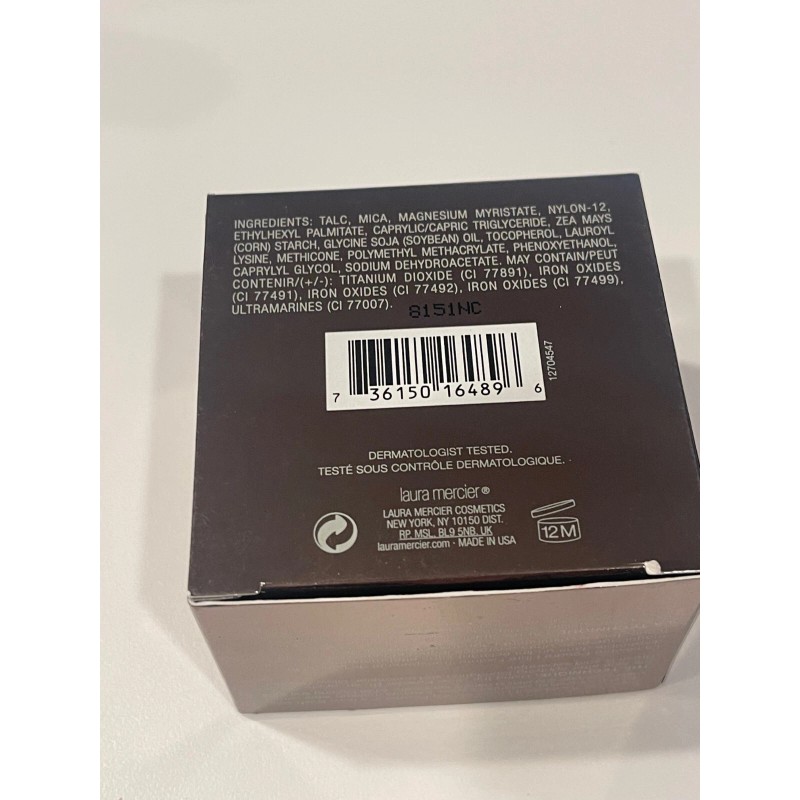 INGREDIENTS: TALC, MICA, MAGNESIUM MYRISTATE, NYLON-12,
ETHYLHEXYL PALMITATE, CAPRYLIC/CAPRIC TRIGLYCERIDE, ZEA MAYS
(CORN) STARCH, GLYCINE SOJA (SOYBEAN) OIL, TOCOPHEROL, LAUROYL
LYSINE, METHICONE, POLYMETHYL METHACRYLATE, PHENOXYETHANOL,
CAPRYLYL GLYCOL, SODIUM DEHYDROACETATE. MAY CONTAIN/PEUT
CONTENIR/(+/-): TITANIUM DIOXIDE (CI 77891), IRON OXIDES
(CI 77491), IRON OXIDES (CI 77492), IRON OXIDES (CI 77499),
ULTRAMARINES (CI 77007).
8151NC
7 36150 16489 6
12704547
DERMATOLOGIST TESTED.
TESTÉ SOUS CONTRÔLE DERMATOLOGIQUE.
laura mercier®
LAURA MERCIER COSMETICS
NEW YORK, NY 10150 DIST.
RP, MSL, BL9 5NB, UK
lauramercier.com · MADE IN USA
12M